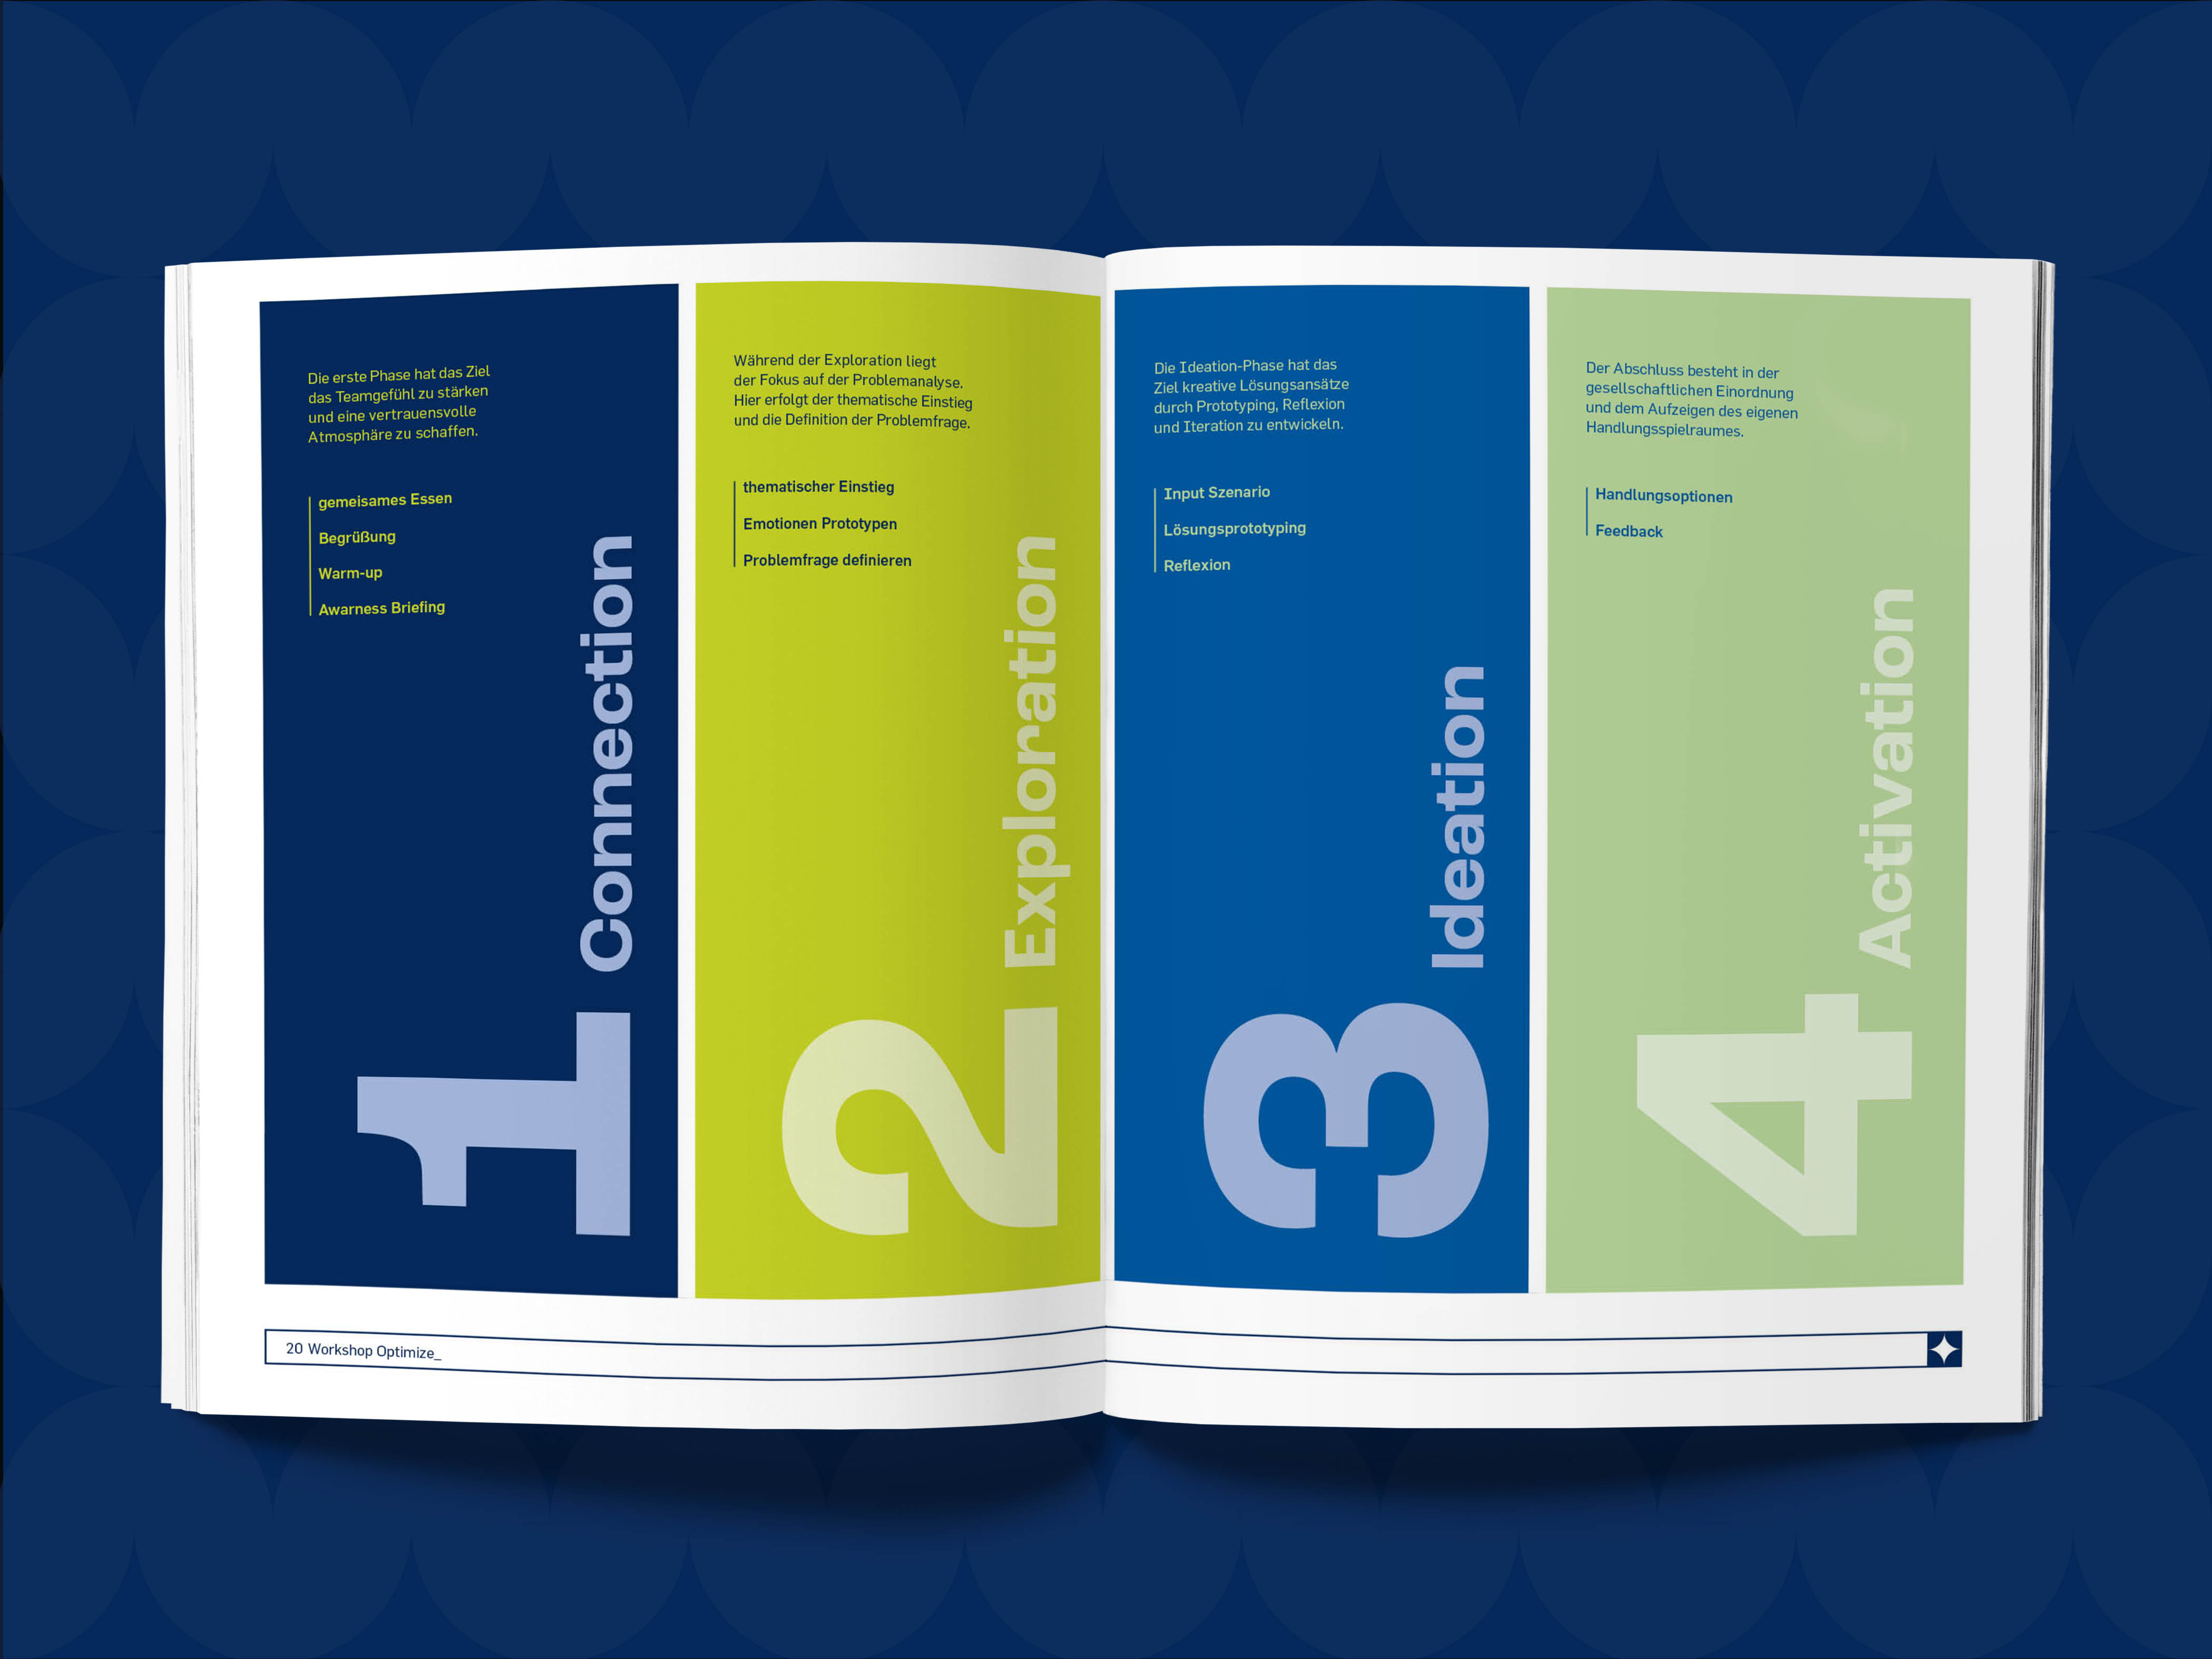 Die erste Phase hat das Ziel
das Teamgefühl zu stärken
und eine vertrauensvolle
Atmosphäre zu schaffen.
gemeisames Essen
Begrüßung
Warm-up
Awarness Briefing
1 Connection
Während der Exploration liegt
der Fokus auf der Problemanalyse.
Hier erfolgt der thematische Einstieg
und die Definition der Problemfrage.
thematischer Einstieg
Emotionen Prototypen
Problemfrage definieren
2 Exploration
Die Ideation-Phase hat das
Ziel kreative Lösungsansätze
durch Prototyping, Reflexion
und Iteration zu entwickeln.
Input Szenario
Lösungsprototyping
Reflexion
3 Ideation
Der Abschluss besteht in der
gesellschaftlichen Einordnung
und dem Aufzeigen des eigenen
Handlungsspielraumes.
Handlungsoptionen
Feedback
4 Activation
20 Workshop Optimize_